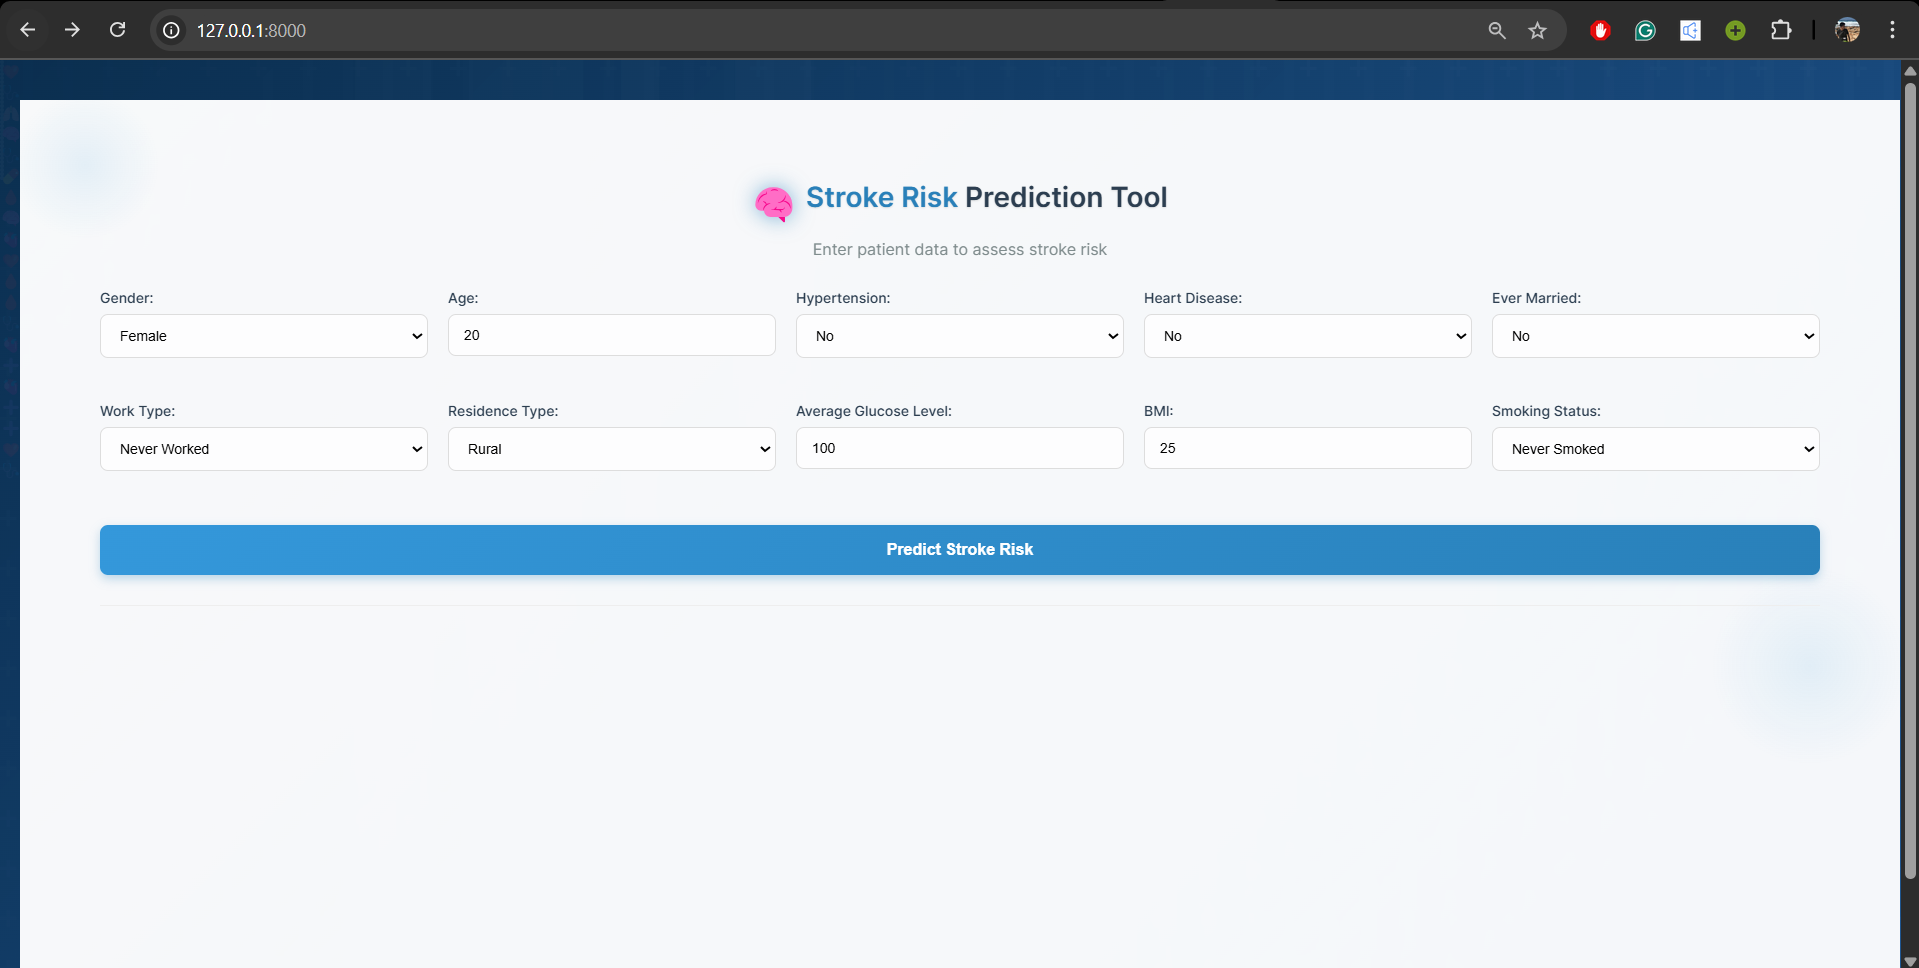 127.0.0.1:8000
Stroke Risk Prediction Tool
Enter patient data to assess stroke risk
Gender: Age: Hypertension: Heart Disease: Ever Married:
Female 20 No No No
Work Type: Residence Type: Average Glucose Level: BMI: Smoking Status:
Never Worked Rural 100 25 Never Smoked
Predict Stroke Risk